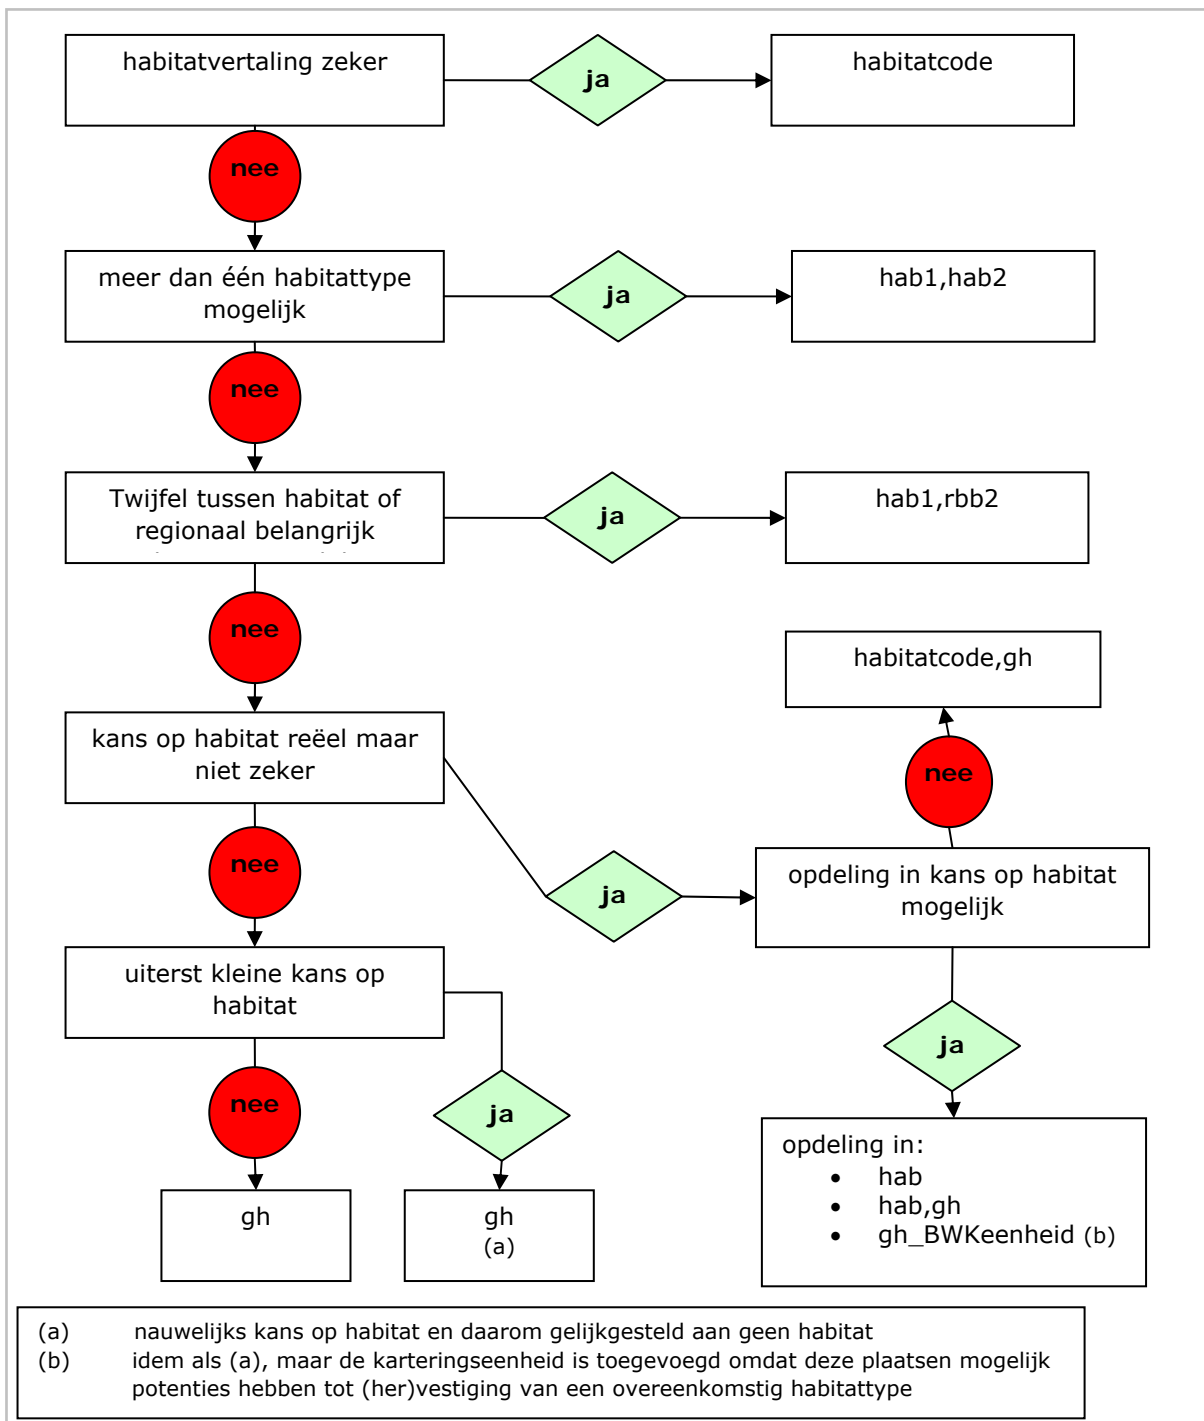 habitatvertaling zeker
ja
habitatcode
nee
meer dan één habitattype
mogelijk
ja
hab1,hab2
nee
Twijfel tussen habitat of
regionaal belangrijk
ja
hab1,rbb2
nee
habitatcode,gh
kans op habitat reëel maar
niet zeker
nee
nee
ja
opdeling in kans op habitat
mogelijk
uiterst kleine kans op
habitat
ja
nee
ja
opdeling in:
• hab
• hab,gh
• gh_BWKeenheid (b)
gh
gh
(a)
(a) nauwelijks kans op habitat en daarom gelijkgesteld aan geen habitat
(b) idem als (a), maar de karteringseenheid is toegevoegd omdat deze plaatsen mogelijk
potenties hebben tot (her)vestiging van een overeenkomstig habitattype